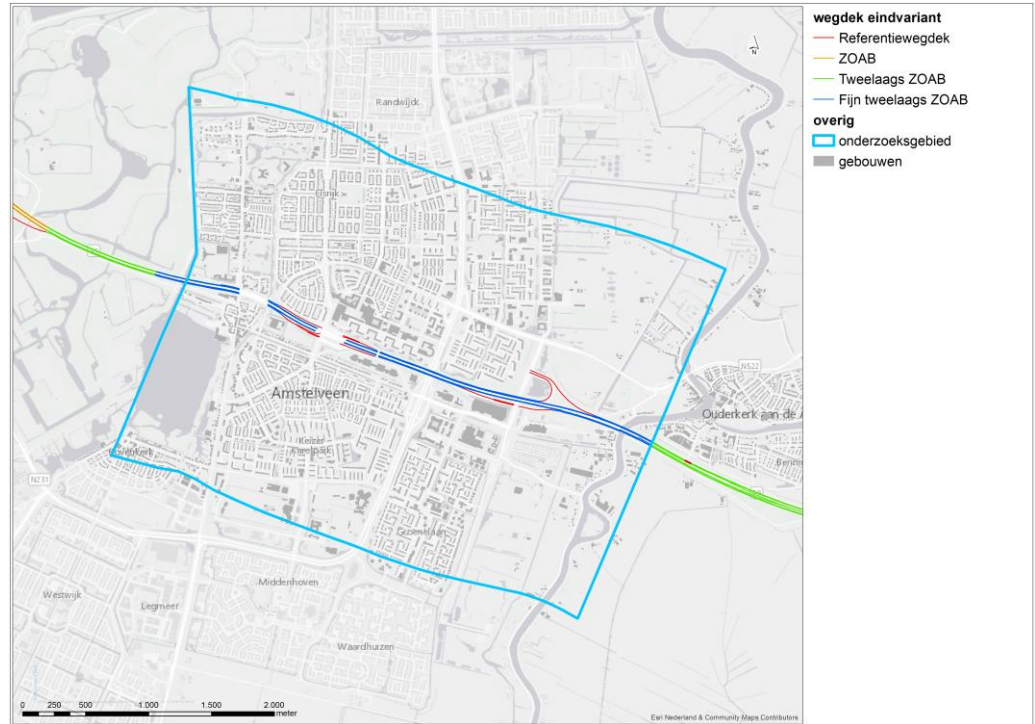 wegdek eindvariant
Referentiewegdek
ZOAB
Tweelaags ZOAB
Fijn tweelaags ZOAB
overig
onderzoeksgebied
gebouwen
N
Randwijck
Elsrijk
N522
Amstelveen
Ouderkerk aan de A
Keizer
Karelpark
Bovenkerk
N231
Groenelaan
Middenhoven
Westwijk
Legmeer
Waardhuizen
0 250 500 1.000 1.500 2.000
meter
Esri Nederland & Community Maps Contributors